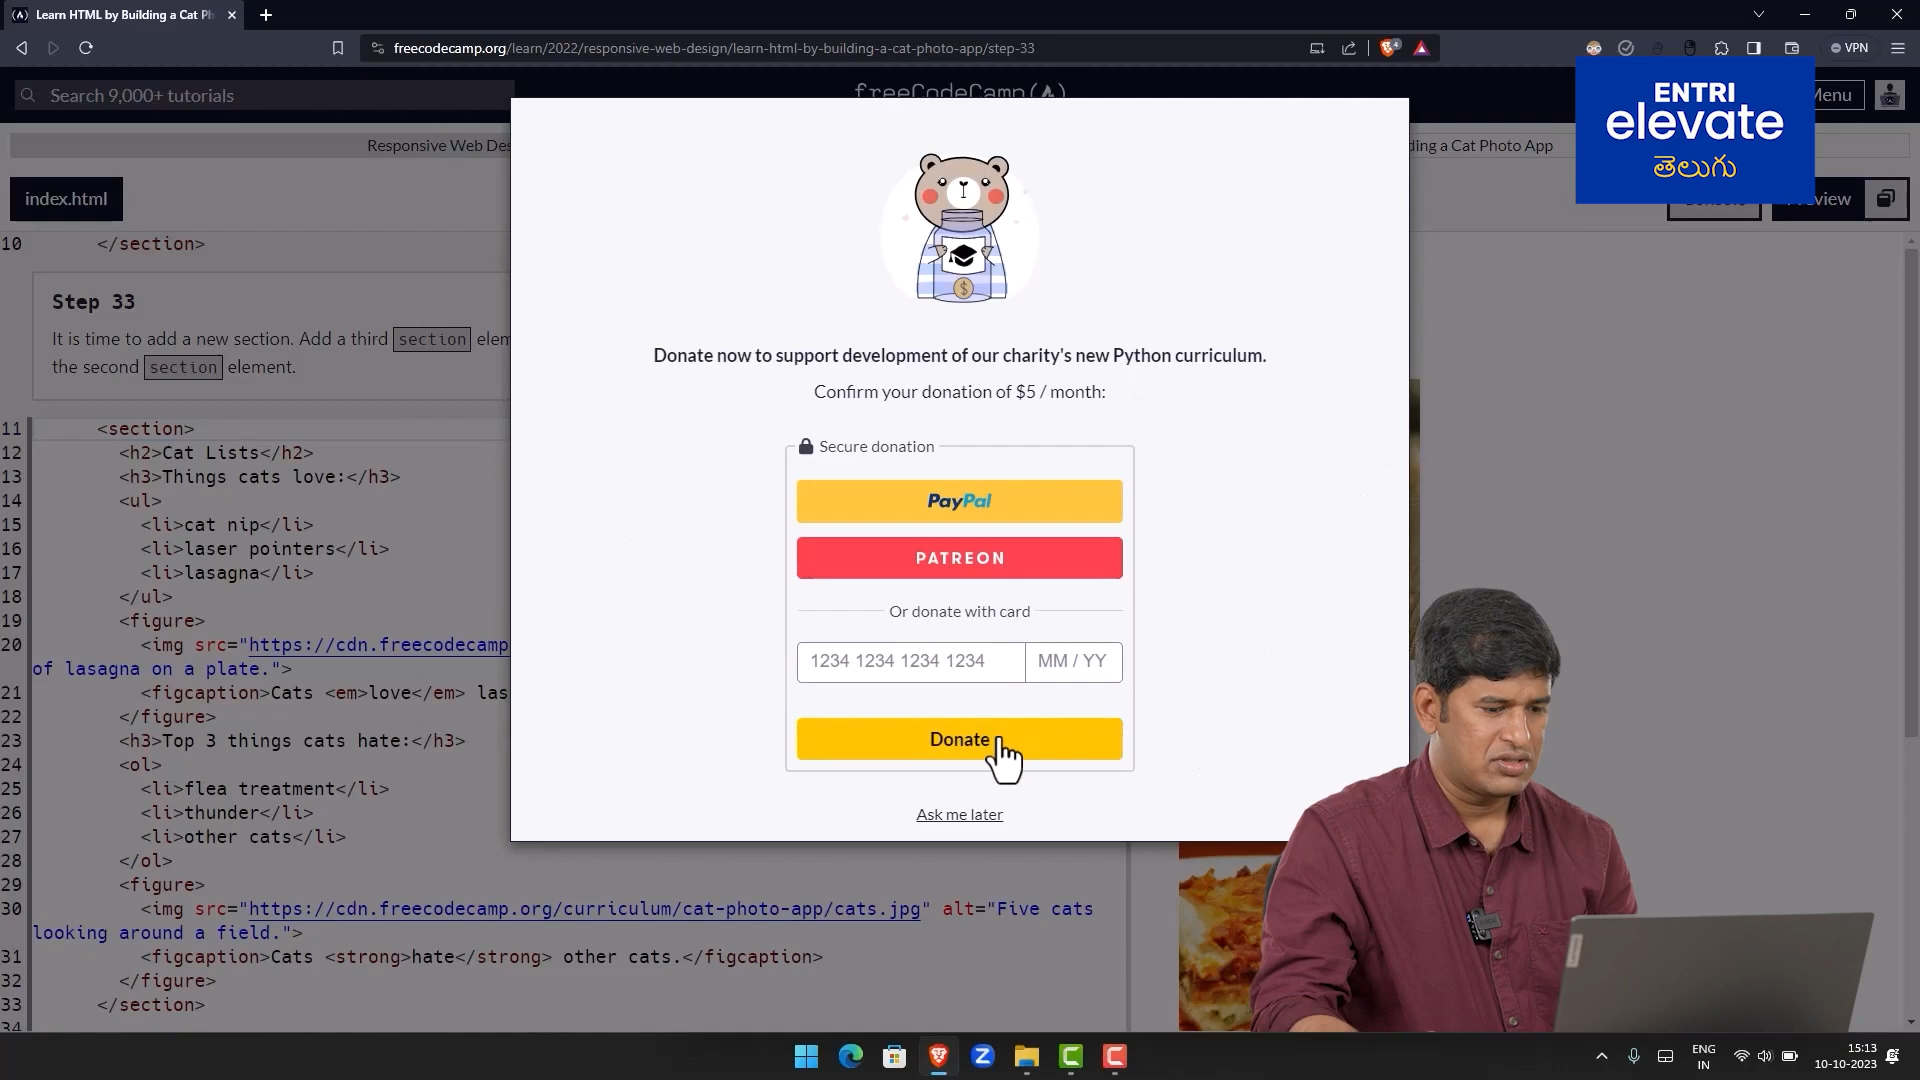 Learn HTML by Building a Cat Ph
freecodecamp.org/learn/2022/responsive-web-design/learn-html-by-building-a-cat-photo-app/step-33
VPN
Search 9,000+ tutorials
freeCodeCamp
Menu
ENTRI
elevate
తెలుగు
Responsive Web Des
ding a Cat Photo App
index.html
10 </section>
Step 33
It is time to add a new section. Add a third section elem
the second section element.
11 <section>
12 <h2>Cat Lists</h2>
13 <h3>Things cats love:</h3>
14 <ul>
15 <li>cat nip</li>
16 <li>laser pointers</li>
17 <li>lasagna</li>
18 </ul>
19 <figure>
20 <img src="https://cdn.freecodecamp
of lasagna on a plate.">
21 <figcaption>Cats <em>love</em> las
22 </figure>
23 <h3>Top 3 things cats hate:</h3>
24 <ol>
25 <li>flea treatment</li>
26 <li>thunder</li>
27 <li>other cats</li>
28 </ol>
29 <figure>
30 <img src="https://cdn.freecodecamp.org/curriculum/cat-photo-app/cats.jpg" alt="Five cats
looking around a field.">
31 <figcaption>Cats <strong>hate</strong> other cats.</figcaption>
32 </figure>
33 </section>
34
Donate now to support development of our charity's new Python curriculum.
Confirm your donation of $5 / month:
Secure donation
PayPal
PATREON
Or donate with card
1234 1234 1234 1234 MM / YY
Donate
Ask me later
ENG
IN
15:13
10-10-2023